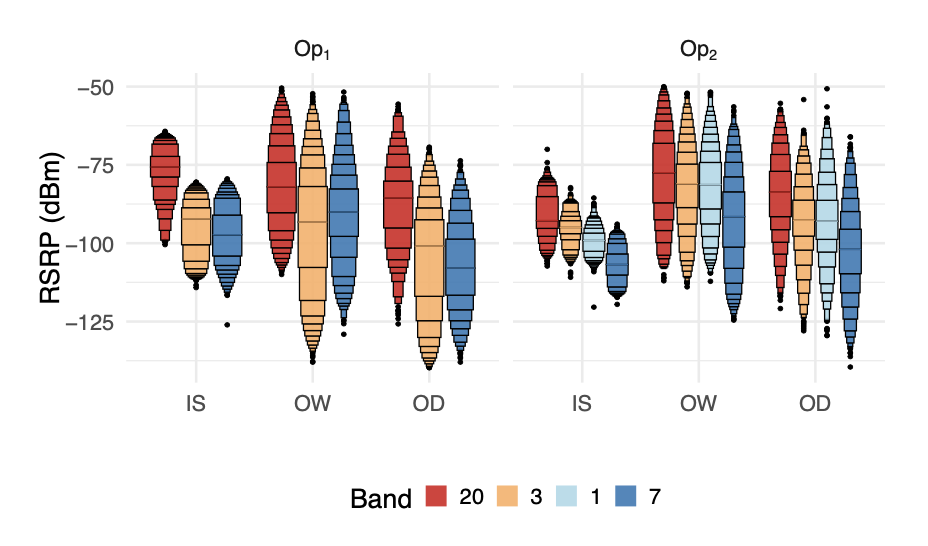 Op₁ Op₂
RSRP (dBm)
−50
−75
−100
−125
IS OW OD IS OW OD
Band 20 3 1 7